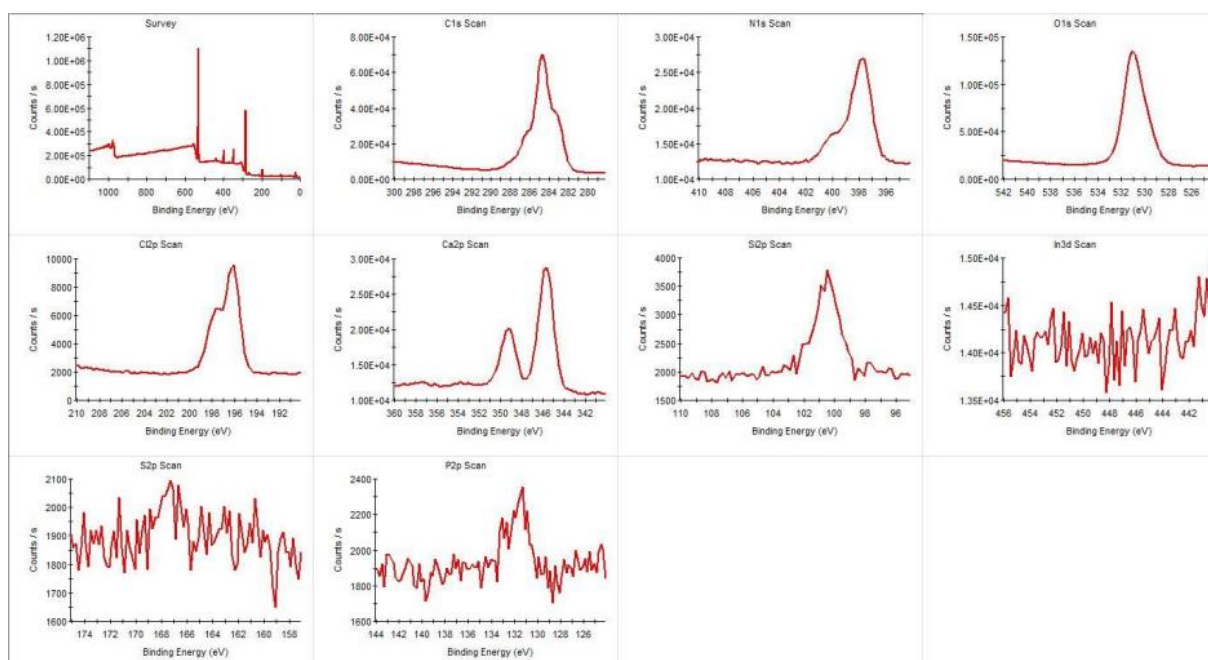 Survey
1.20E+06
1.00E+06
8.00E+05
6.00E+05
4.00E+05
2.00E+05
0.00E+00
Counts / s
1000 800 600 400 200 0
Binding Energy (eV)
C1s Scan
8.00E+04
6.00E+04
4.00E+04
2.00E+04
0.00E+00
Counts / s
300 298 296 294 292 290 288 286 284 282 280
Binding Energy (eV)
N1s Scan
3.00E+04
2.50E+04
2.00E+04
1.50E+04
1.00E+04
Counts / s
410 408 406 404 402 400 398 396
Binding Energy (eV)
O1s Scan
1.50E+05
1.00E+05
5.00E+04
0.00E+00
Counts / s
542 540 538 536 534 532 530 528 526
Binding Energy (eV)
Cl2p Scan
10000
8000
6000
4000
2000
0
Counts / s
210 208 206 204 202 200 198 196 194 192
Binding Energy (eV)
Ca2p Scan
3.00E+04
2.50E+04
2.00E+04
1.50E+04
1.00E+04
Counts / s
360 358 356 354 352 350 348 346 344 342
Binding Energy (eV)
Si2p Scan
4000
3500
3000
2500
2000
1500
Counts / s
110 108 106 104 102 100 98 96
Binding Energy (eV)
In3d Scan
1.50E+04
1.45E+04
1.40E+04
1.35E+04
Counts / s
456 454 452 450 448 446 444 442
Binding Energy (eV)
S2p Scan
2100
2000
1900
1800
1700
1600
Counts / s
174 172 170 168 166 164 162 160 158
Binding Energy (eV)
P2p Scan
2400
2200
2000
1800
1600
Counts / s
144 142 140 138 136 134 132 130 128 126
Binding Energy (eV)